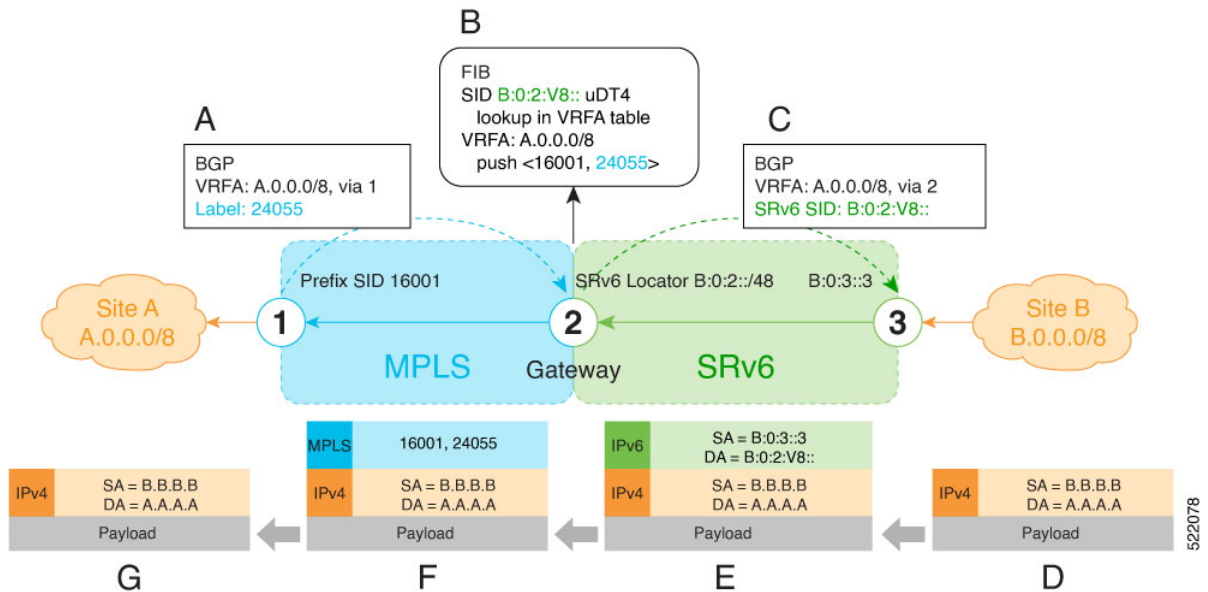 B
FIB
SID B:0:2:V8:: uDT4
lookup in VRFA table
VRFA: A.0.0.0/8
push <16001, 24055>
A
BGP
VRFA: A.0.0.0/8, via 1
Label: 24055
C
BGP
VRFA: A.0.0.0/8, via 2
SRv6 SID: B:0:2:V8::
Prefix SID 16001
SRv6 Locator B:0:2::/48
B:0:3::3
Site A
A.0.0.0/8
1
2
3
Site B
B.0.0.0/8
MPLS
Gateway
SRv6
IPv4
SA = B.B.B.B
DA = A.A.A.A
Payload
MPLS
16001, 24055
IPv4
SA = B.B.B.B
DA = A.A.A.A
Payload
IPv6
SA = B:0:3::3
DA = B:0:2:V8::
IPv4
SA = B.B.B.B
DA = A.A.A.A
Payload
IPv4
SA = B.B.B.B
DA = A.A.A.A
Payload
522078
G
F
E
D